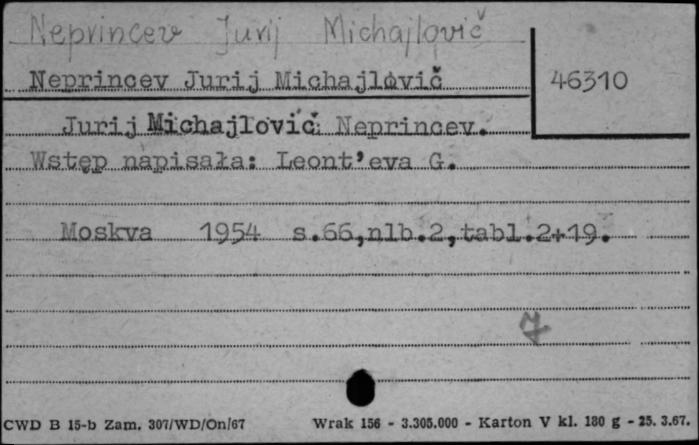 Neprincev Jurij Michajlovič
Neprincev Jurij Michajlovič
46310
Jurij Michajlovič Neprincev.
Wstęp napisała: Leont'eva G.
Moskva 1954 s.66,nlb.2,tabl.2+19.
7
CWD B 15-b Zam. 307/WD/On/67 Wrak 156 - 3.305.000 - Karton V kl. 180 g - 25. 3.67.